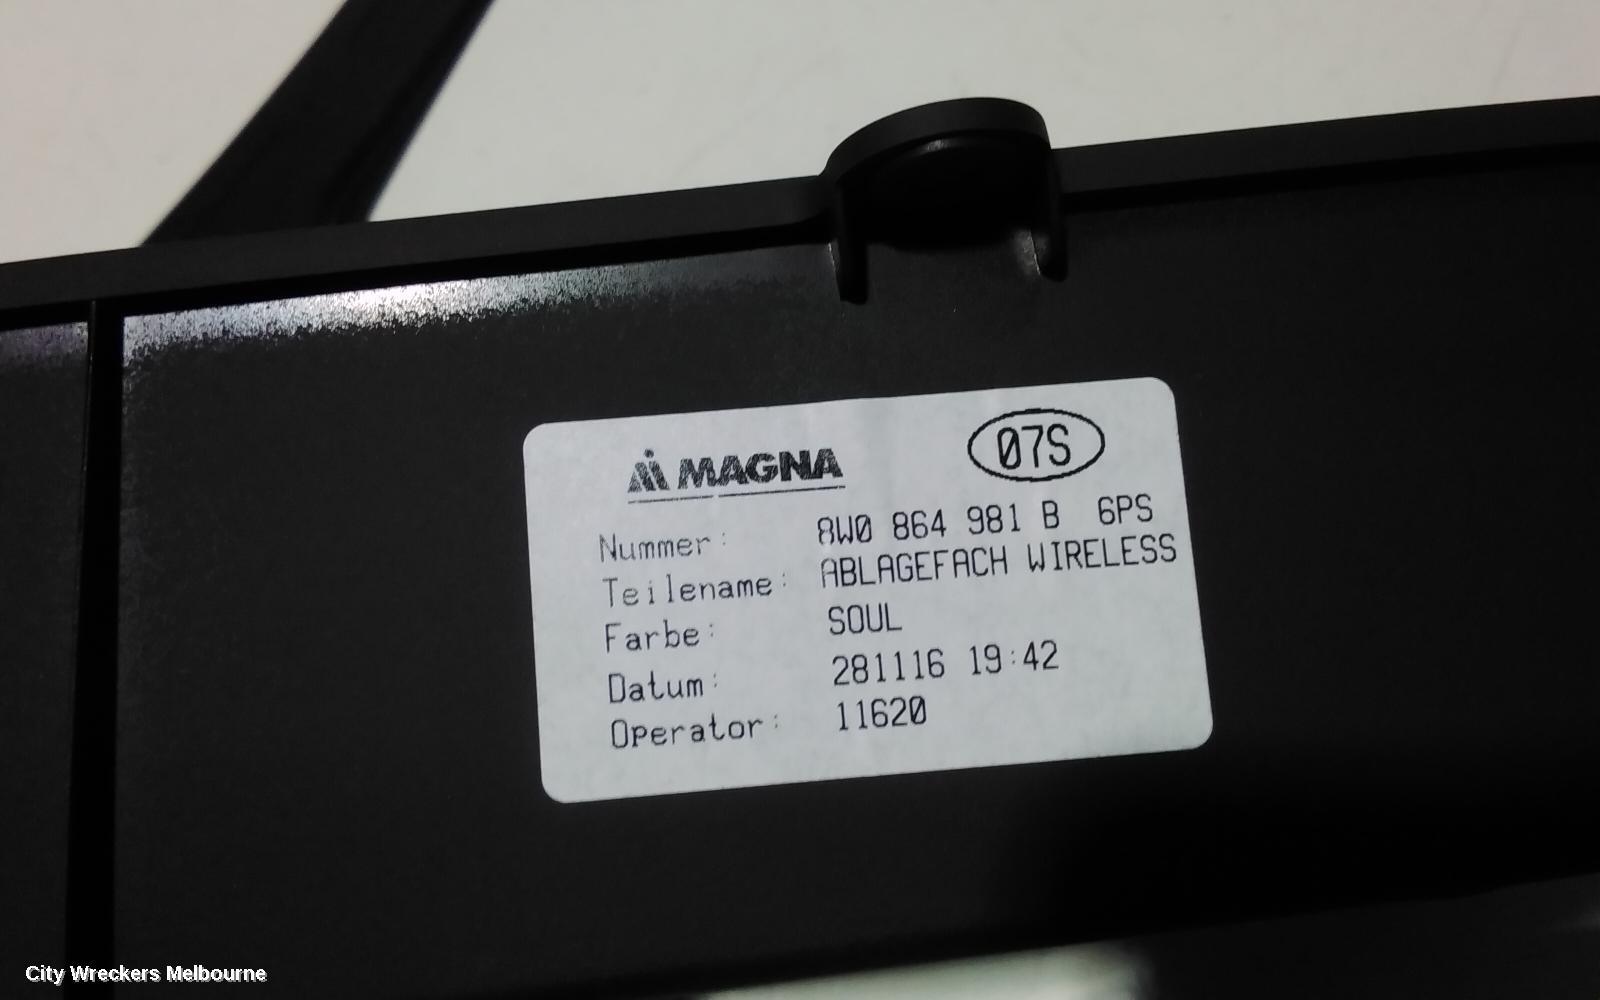 MAGNA
07S
Nummer: 8W0 864 981 B 6PS
Teilename: ABLAGEFACH WIRELESS
Farbe: SOUL
Datum: 281116 19:42
Operator: 11620
City Wreckers Melbourne